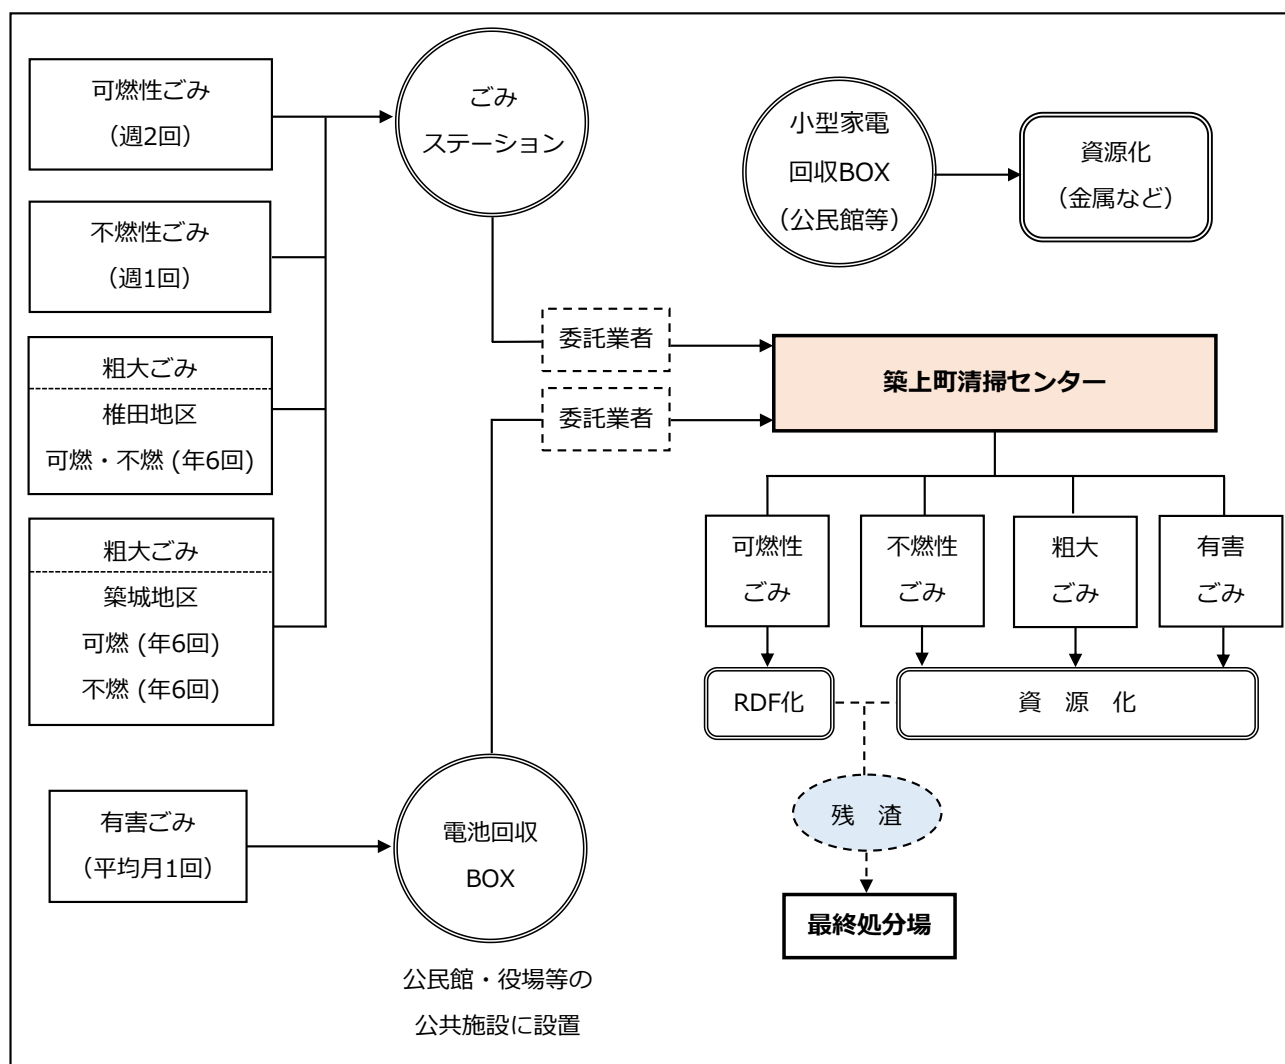 可燃性ごみ
（週2回）
不燃性ごみ
（週1回）
粗大ごみ
椎田地区
可燃・不燃 (年6回)
粗大ごみ
築城地区
可燃 (年6回)
不燃 (年6回)
有害ごみ
（平均月1回）
ごみ
ステーション
電池回収
BOX
公民館・役場等の
公共施設に設置
小型家電
回収BOX
（公民館等）
資源化
（金属など）
委託業者
委託業者
築上町清掃センター
可燃性
ごみ
不燃性
ごみ
粗大
ごみ
有害
ごみ
RDF化
資　源　化
残　渣
最終処分場